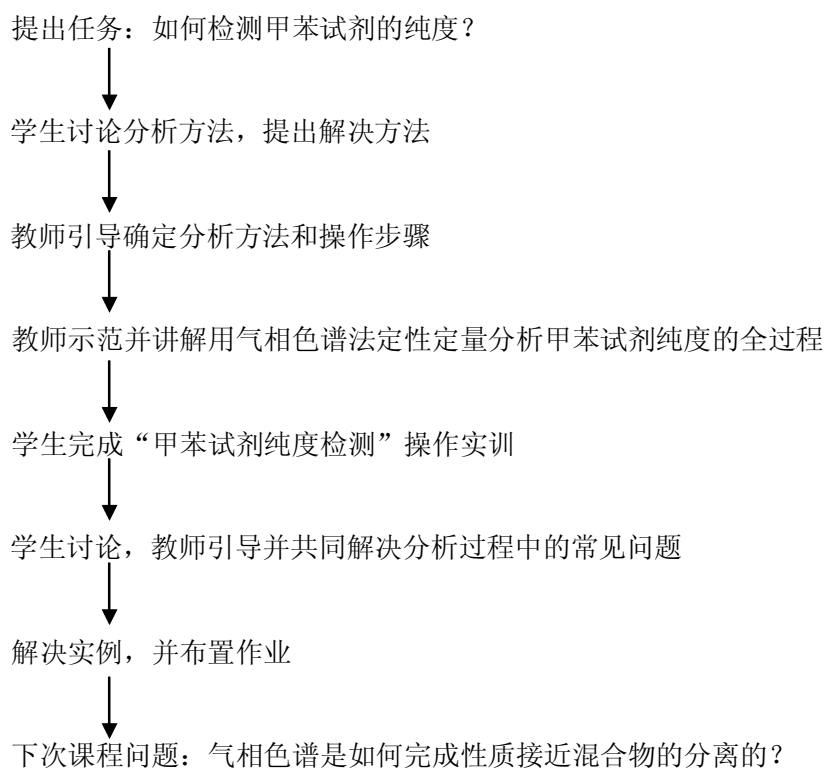 提出任务：如何检测甲苯试剂的纯度？
学生讨论分析方法，提出解决方法
教师引导确定分析方法和操作步骤
教师示范并讲解用气相色谱法定性定量分析甲苯试剂纯度的全过程
学生完成“甲苯试剂纯度检测”操作实训
学生讨论，教师引导并共同解决分析过程中的常见问题
解决实例，并布置作业
下次课程问题：气相色谱是如何完成性质接近混合物的分离的？